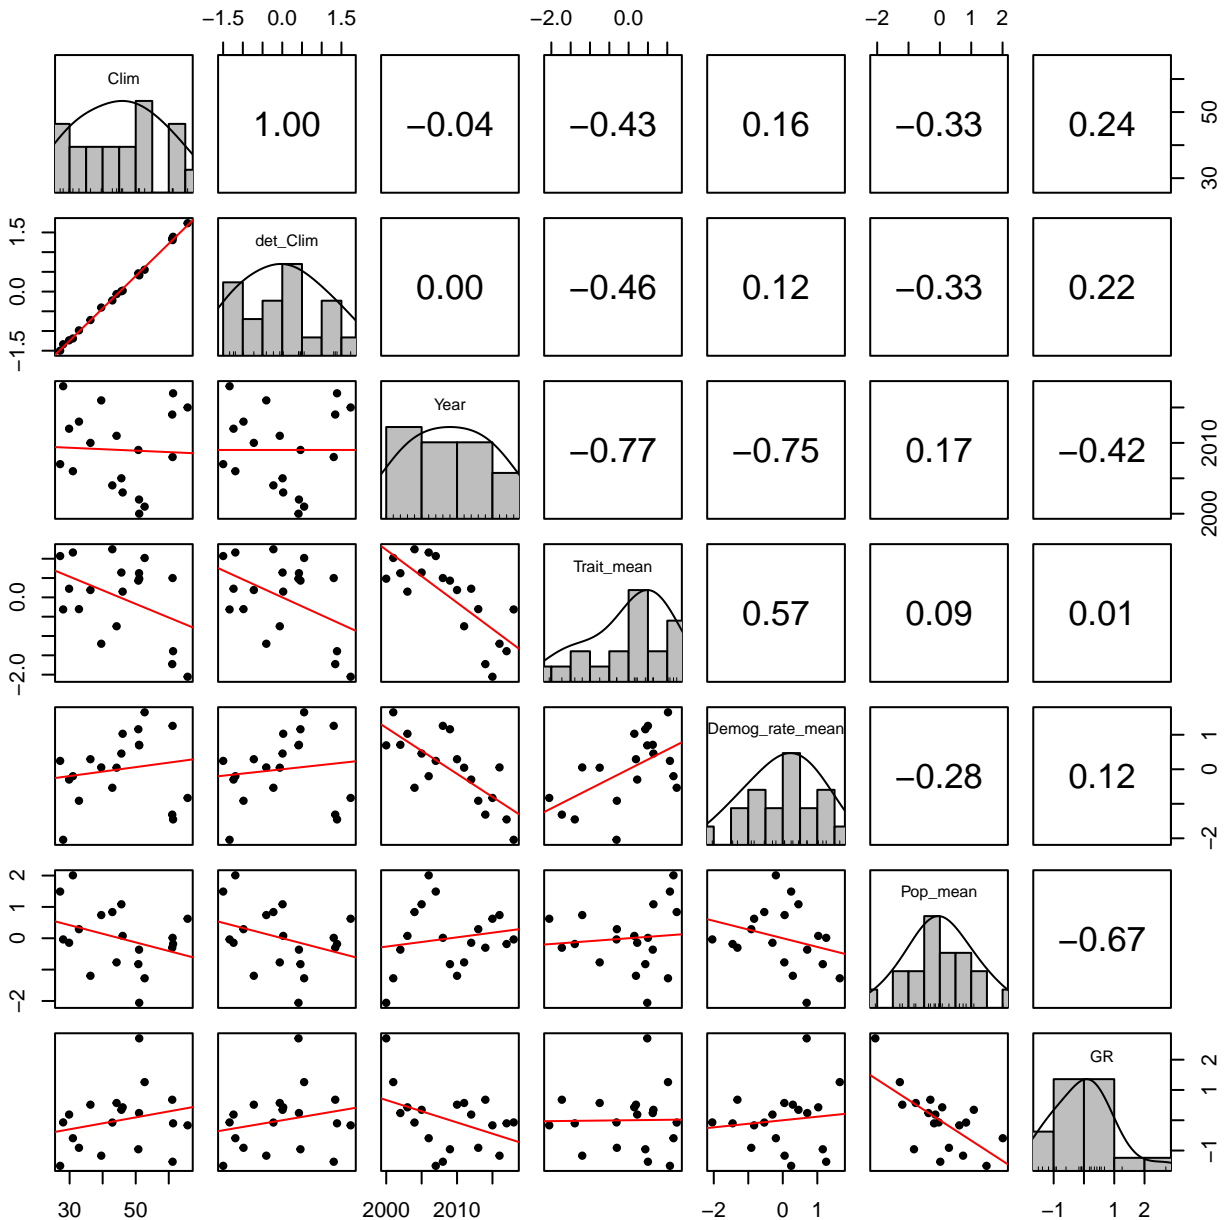 −1.5 0.0 1.5 −2.0 0.0 −2 0 1 2
Clim 1.00 −0.04 −0.43 0.16 −0.33 0.24 30 50
−1.5 0.0 1.5 det_Clim 0.00 −0.46 0.12 −0.33 0.22
Year −0.77 −0.75 0.17 −0.42 2000 2010
−2.0 0.0 Trait_mean 0.57 0.09 0.01
Demog_rate_mean −0.28 0.12 −2 0 1
−2 0 1 2 Pop_mean −0.67
GR −1 0 1 2
30 50 2000 2010 −2 0 1 −1 1 2